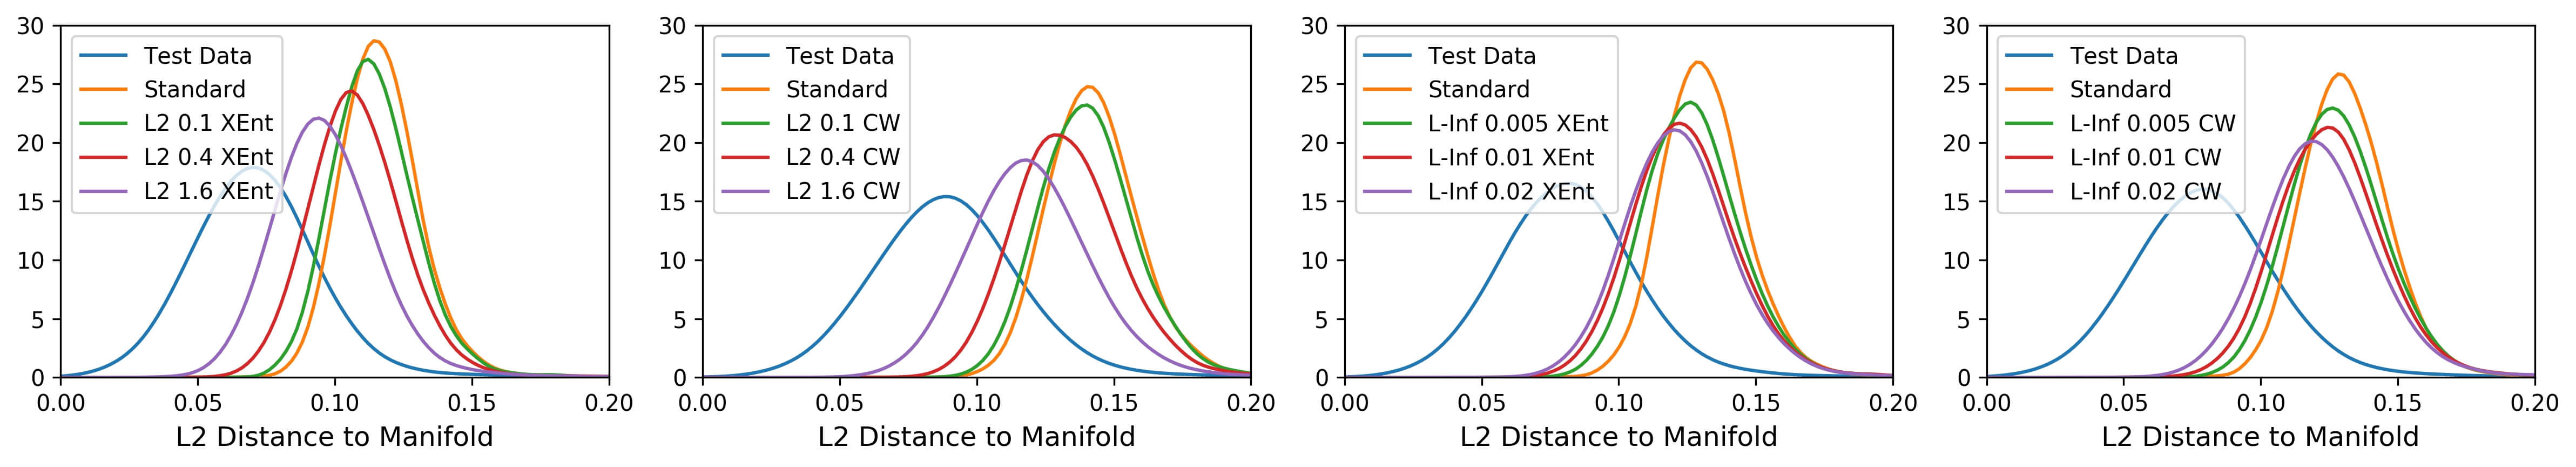 30
25
20
15
10
5
0
Test Data
Standard
L2 0.1 XEnt
L2 0.4 XEnt
L2 1.6 XEnt
0.00 0.05 0.10 0.15 0.20
L2 Distance to Manifold
30
25
20
15
10
5
0
Test Data
Standard
L2 0.1 CW
L2 0.4 CW
L2 1.6 CW
0.00 0.05 0.10 0.15 0.20
L2 Distance to Manifold
30
25
20
15
10
5
0
Test Data
Standard
L-Inf 0.005 XEnt
L-Inf 0.01 XEnt
L-Inf 0.02 XEnt
0.00 0.05 0.10 0.15 0.20
L2 Distance to Manifold
30
25
20
15
10
5
0
Test Data
Standard
L-Inf 0.005 CW
L-Inf 0.01 CW
L-Inf 0.02 CW
0.00 0.05 0.10 0.15 0.20
L2 Distance to Manifold